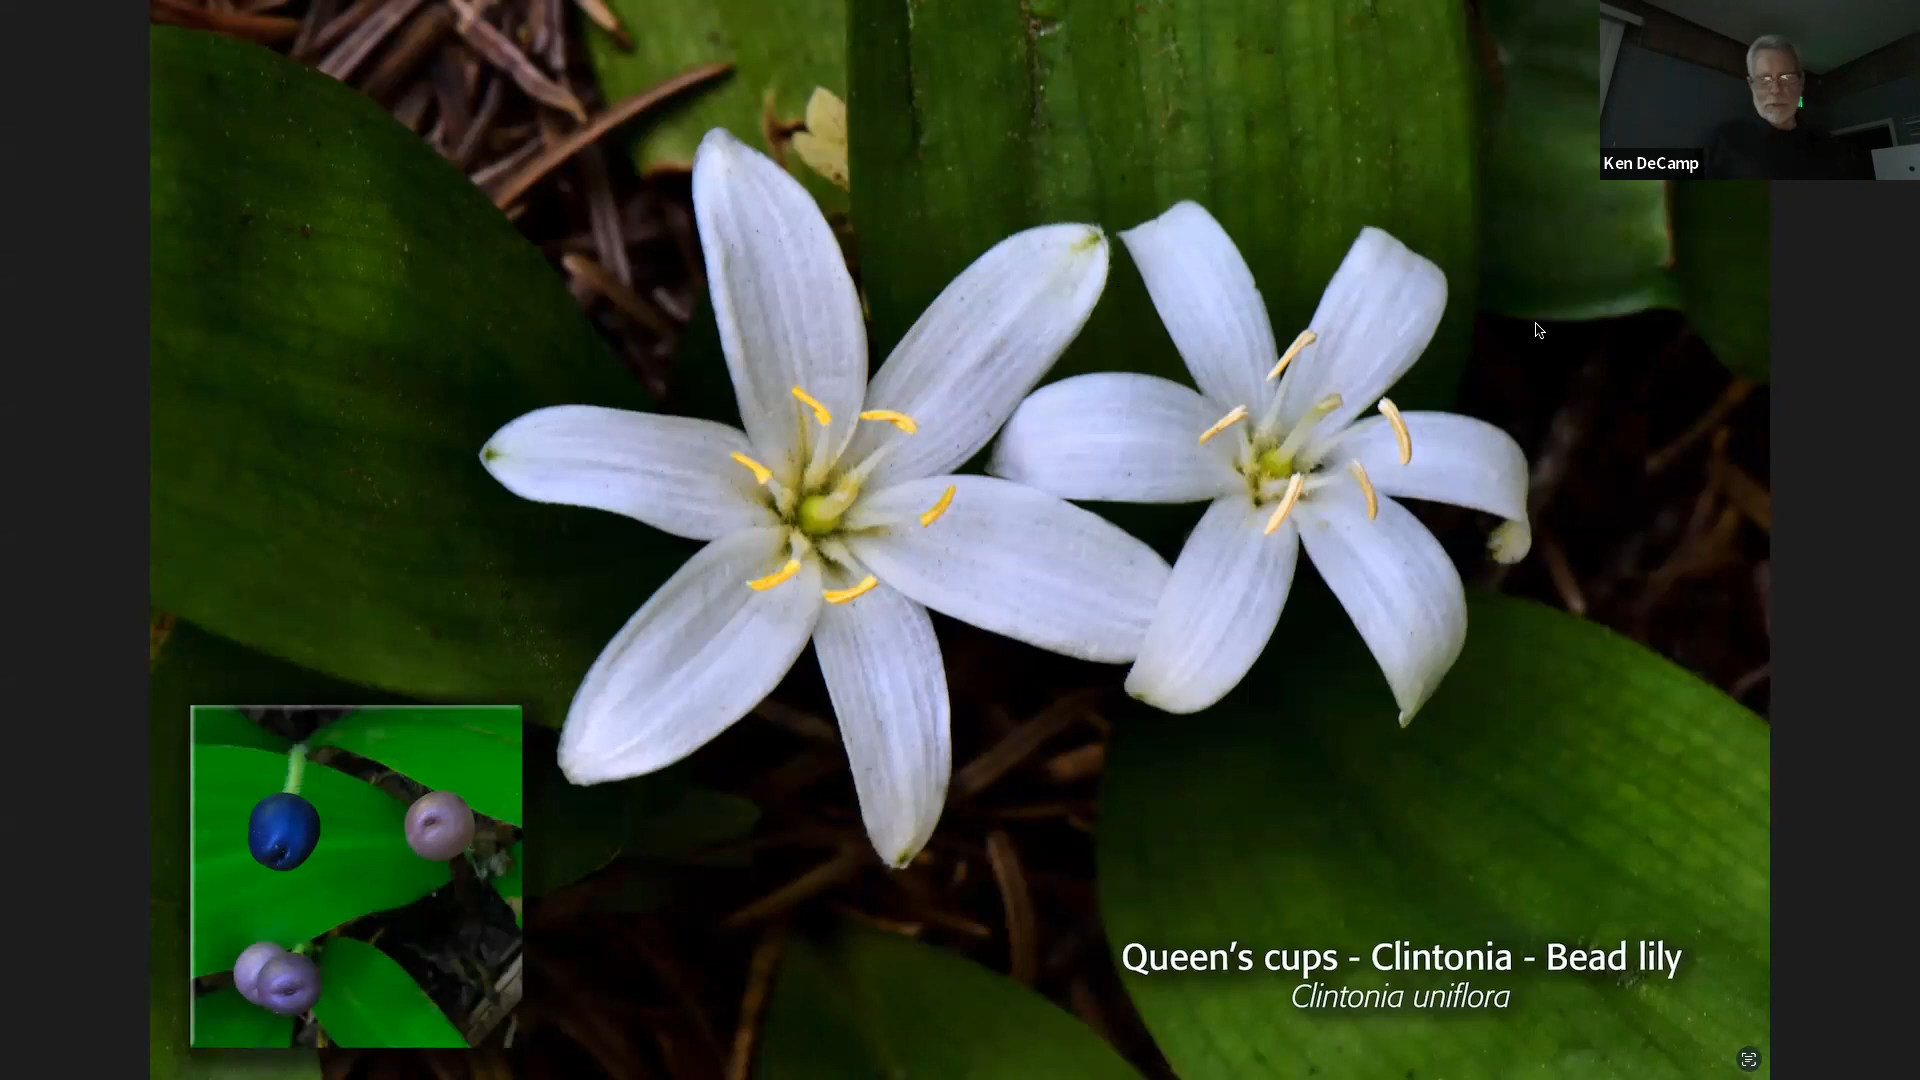 Ken DeCamp
Queen’s cups - Clintonia - Bead lily
Clintonia uniflora